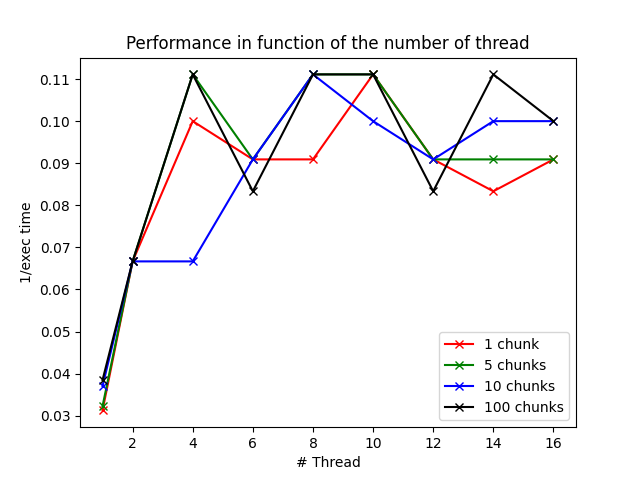 Performance in function of the number of thread
1/exec time
0.11
0.10
0.09
0.08
0.07
0.06
0.05
0.04
0.03
2 4 6 8 10 12 14 16
# Thread
1 chunk
5 chunks
10 chunks
100 chunks